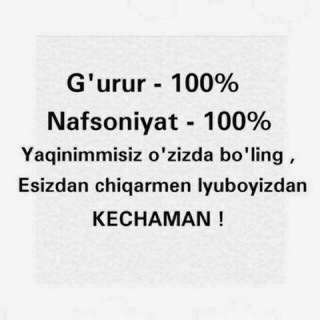 G'urur - 100%
Nafsoniyat - 100%
Yaqinimmisiz o'zizda bo'ling ,
Esizdan chiqarmen lyuboyizdan
KECHAMAN !